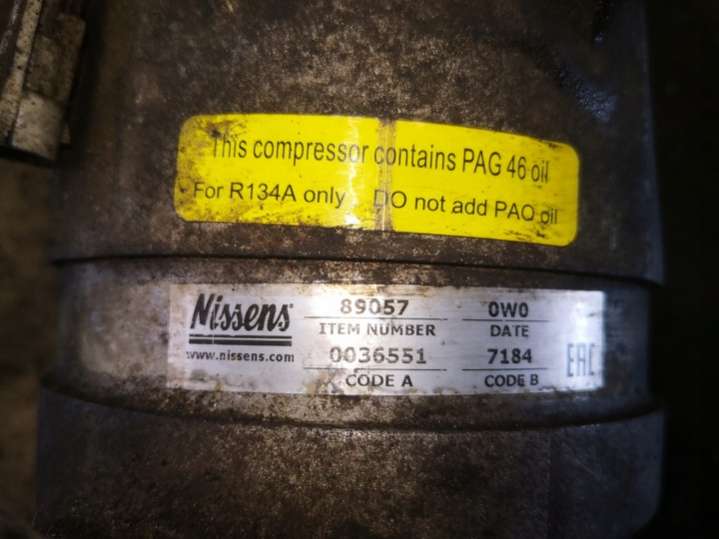 This compressor contains PAG 46 oil
For R134A only DO not add PAO oil
Nissens 89057 0W0
ITEM NUMBER DATE
www.nissens.com 0036551 7184 EAC
CODE A CODE B